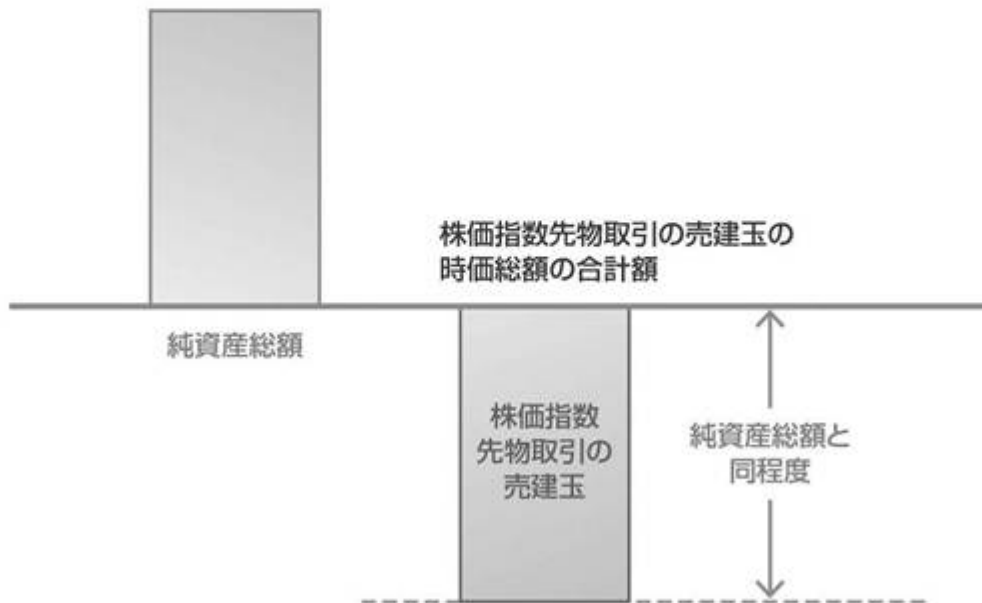 株価指数先物取引の売建玉の
時価総額の合計額
純資産総額
株価指数
先物取引の
売建玉
純資産総額と
同程度